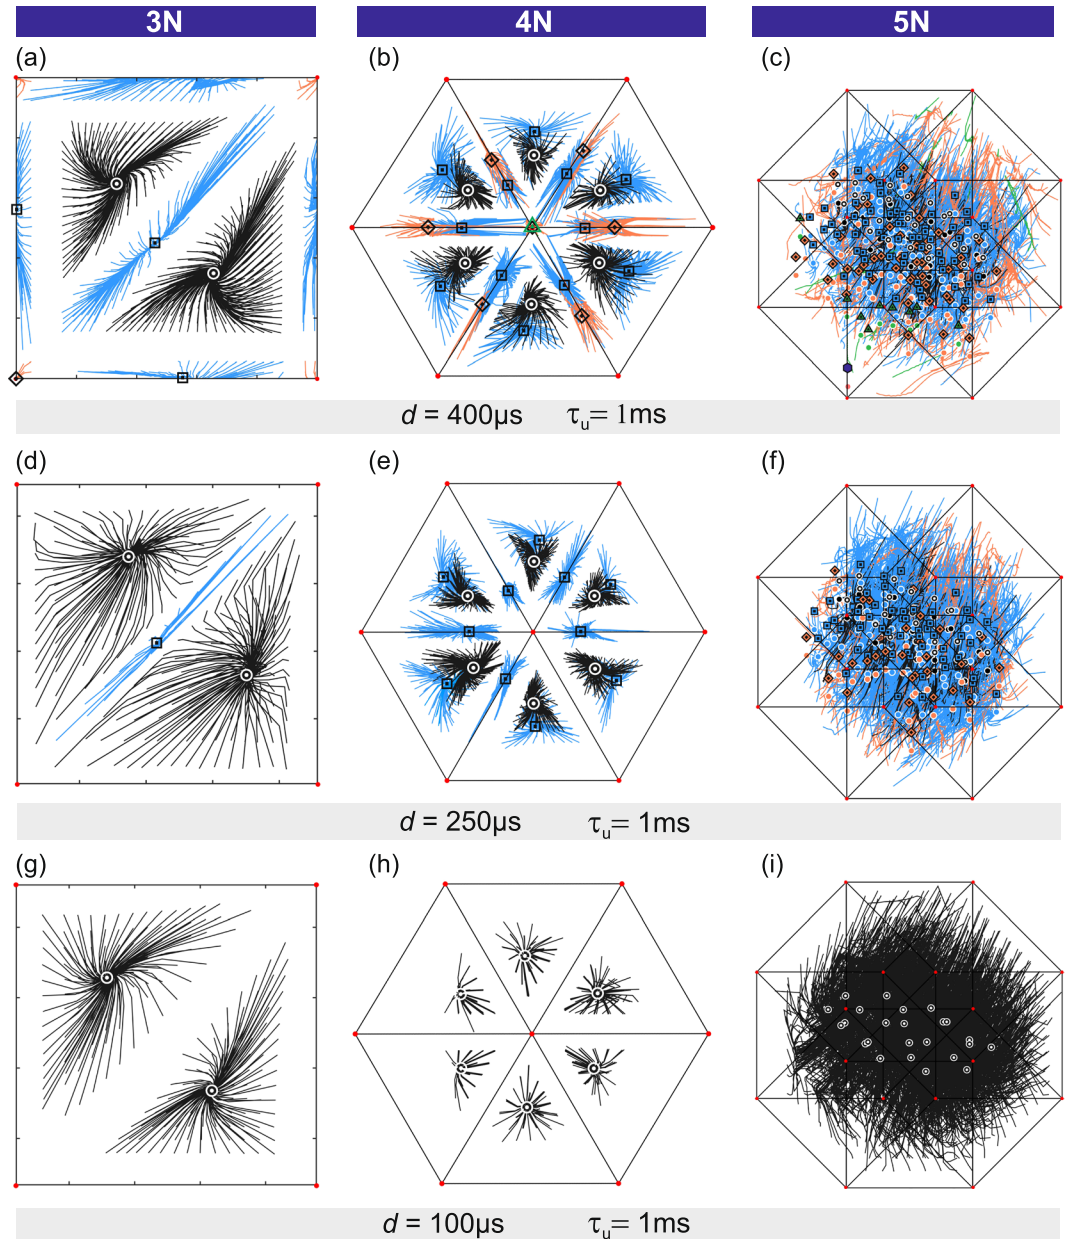 3N 4N 5N
(a) (b) (c)
d = 400μs τu= 1ms
(d) (e) (f)
d = 250μs τu= 1ms
(g) (h) (i)
d = 100μs τu= 1ms